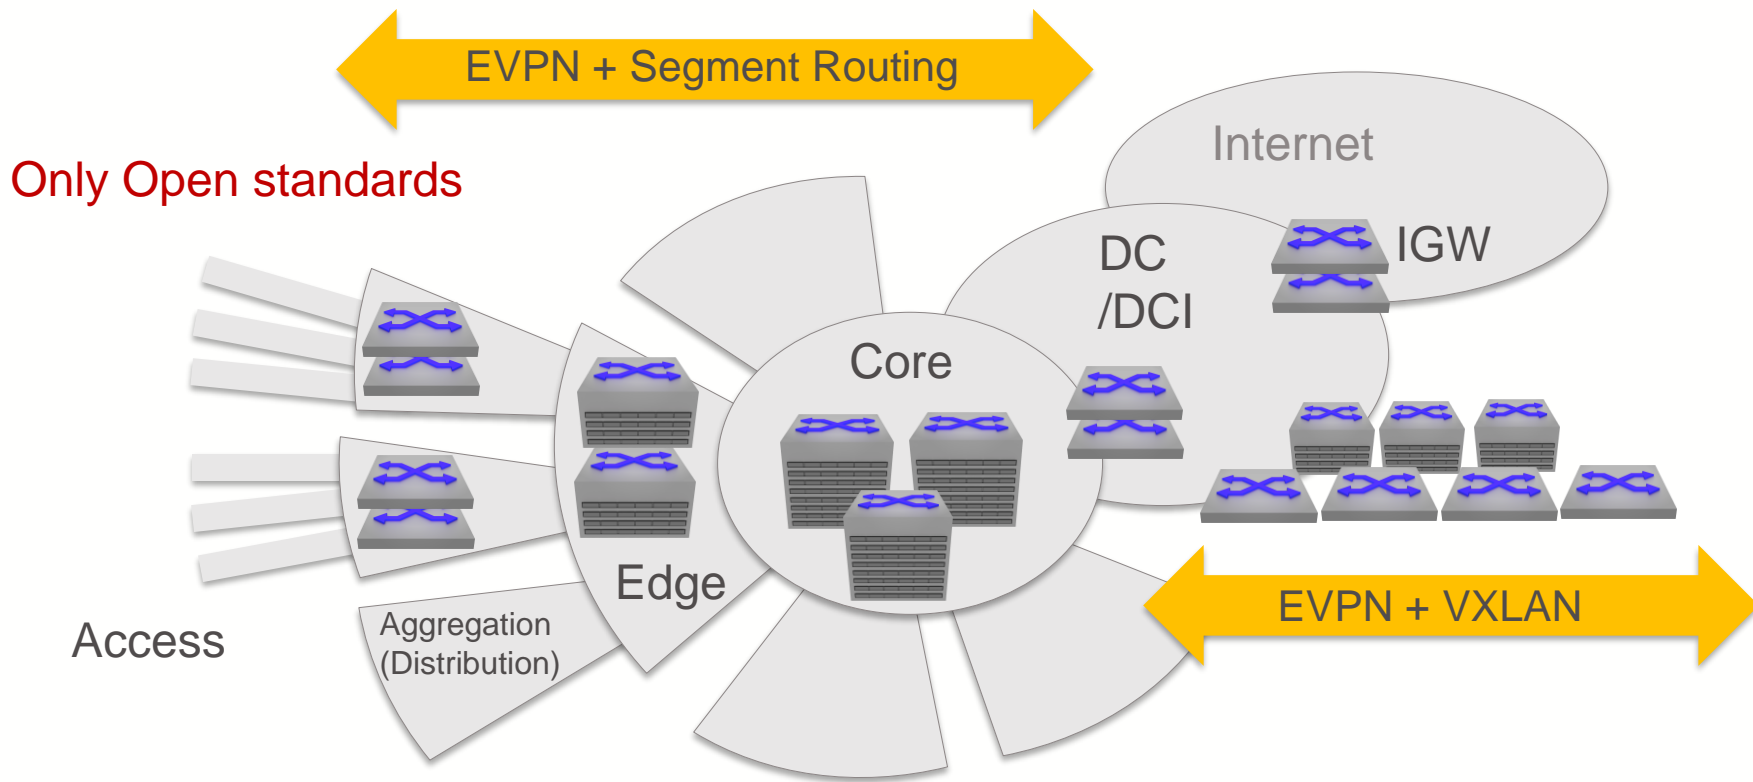 EVPN + Segment Routing
Internet
Only Open standards
IGW
DC
/DCI
Core
Edge
EVPN + VXLAN
Access
Aggregation
(Distribution)